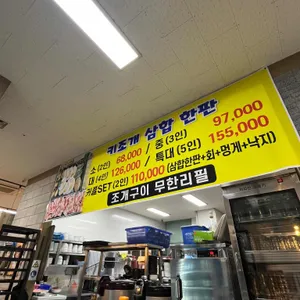 키조개 삼합 한판
소(2인) 68,000 / 중(3인) 97,000
대(4인) 126,000 / 특대(5인) 155,000
커플SET(2인) 110,000 (삼합한판+회+멍게+낙지)
조개구이 무한리필